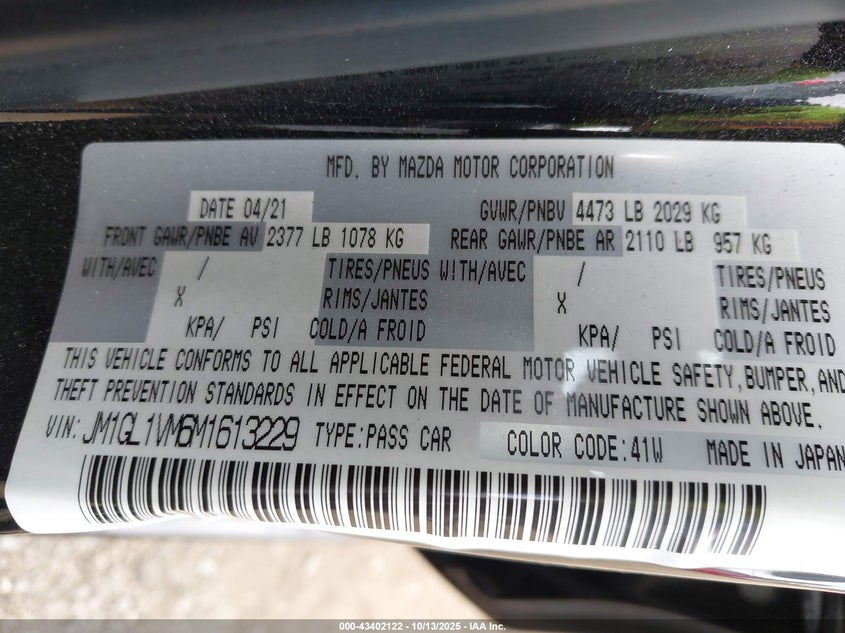 MFD. BY MAZDA MOTOR CORPORATION
DATE 04/21 GVWR/PNBV 4473 LB 2029 KG
FRONT GAWR/PNBE AV 2377 LB 1078 KG REAR GAWR/PNBE AR 2110 LB 957 KG
WITH/AVEC / TIRES/PNEUS WITH/AVEC / TIRES/PNEUS
X RIMS/JANTES X RIMS/JANTES
KPA/ PSI COLD/A FROID KPA/ PSI COLD/A FROID
THIS VEHICLE CONFORMS TO ALL APPLICABLE FEDERAL MOTOR VEHICLE SAFETY,BUMPER,AND
THEFT PREVENTION STANDARDS IN EFFECT ON THE DATE OF MANUFACTURE SHOWN ABOVE.
VIN: JM1GL1VM6M1613229 TYPE:PASS CAR COLOR CODE:41W MADE IN JAPAN
000-43402122 - 10/13/2025 - IAA Inc.